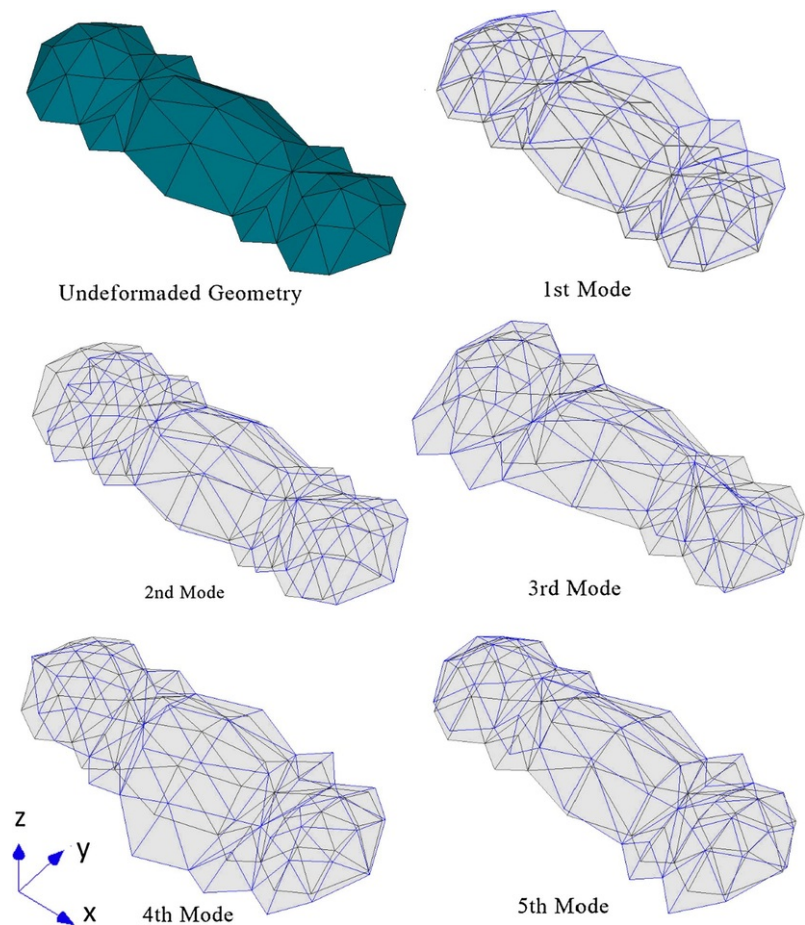 Undeformaded Geometry
1st Mode
2nd Mode
3rd Mode
z
y
x
4th Mode
5th Mode